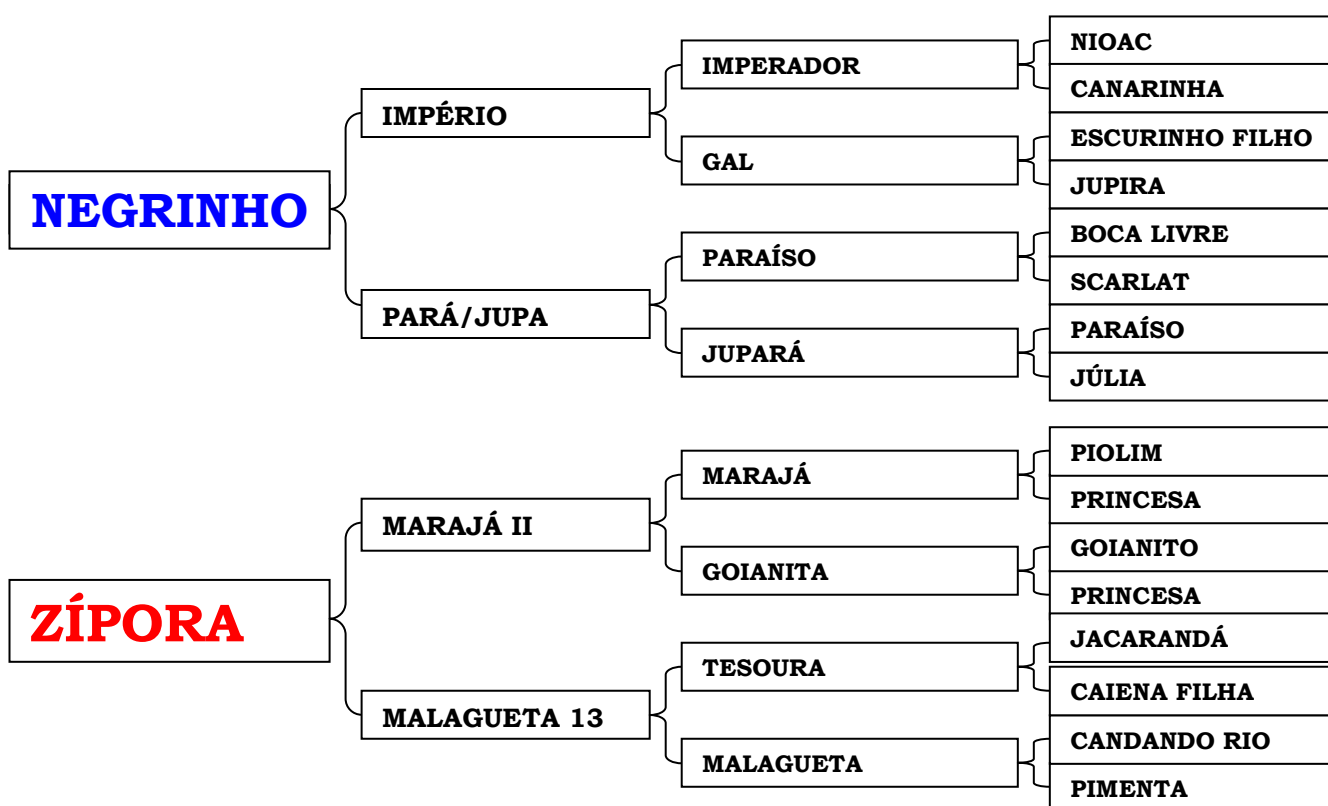 NIOAC
IMPERADOR
CANARINHA
IMPÉRIO
ESCURINHO FILHO
GAL
JUPIRA
NEGRINHO
BOCA LIVRE
PARAÍSO
SCARLAT
PARÁ/JUPA
PARAÍSO
JUPARÁ
JÚLIA
PIOLIM
MARAJÁ
PRINCESA
MARAJÁ II
GOIANITO
GOIANITA
PRINCESA
ZÍPORA
JACARANDÁ
TESOURA
CAIENA FILHA
MALAGUETA 13
CANDANDO RIO
MALAGUETA
PIMENTA